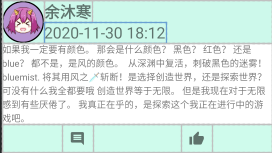 余沐寒
2020-11-30 18:12
如果我一定要有颜色。 那会是什么颜色? 黑色? 红色? 还是
blue? 都不是，是风的颜色。 从深渊中复活，刺破黑色的迷雾!
bluemist. 将其用风之🗡斩断! 是选择创造世界，还是探索世界?
可没有什么我全都要哦 创造世界等于无限。 但是我现在对于无限
感到有些厌倦了。 我真正在乎的，是探索这个我正在进行中的游
戏吧。